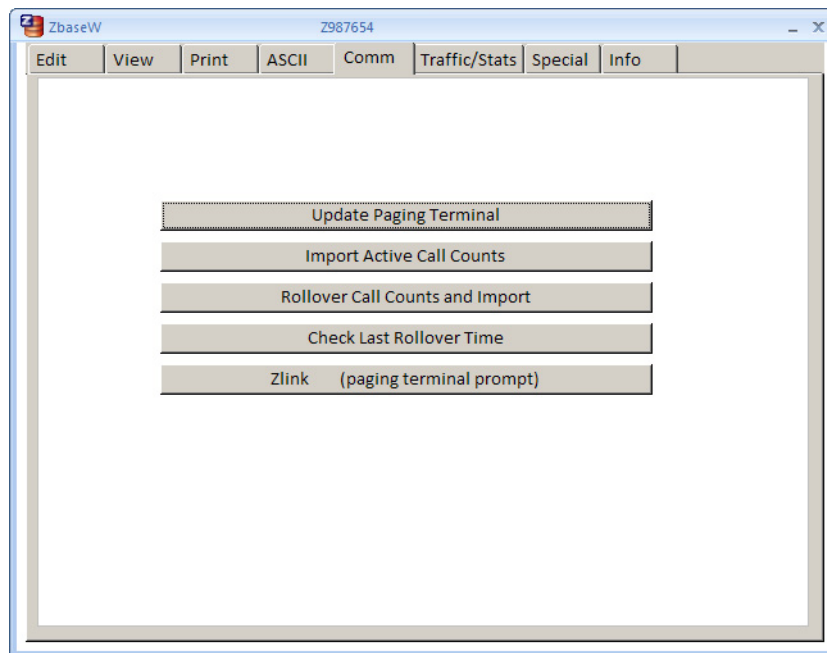 ZbaseW Z987654
Edit View Print ASCII Comm Traffic/Stats Special Info
Update Paging Terminal
Import Active Call Counts
Rollover Call Counts and Import
Check Last Rollover Time
Zlink (paging terminal prompt)